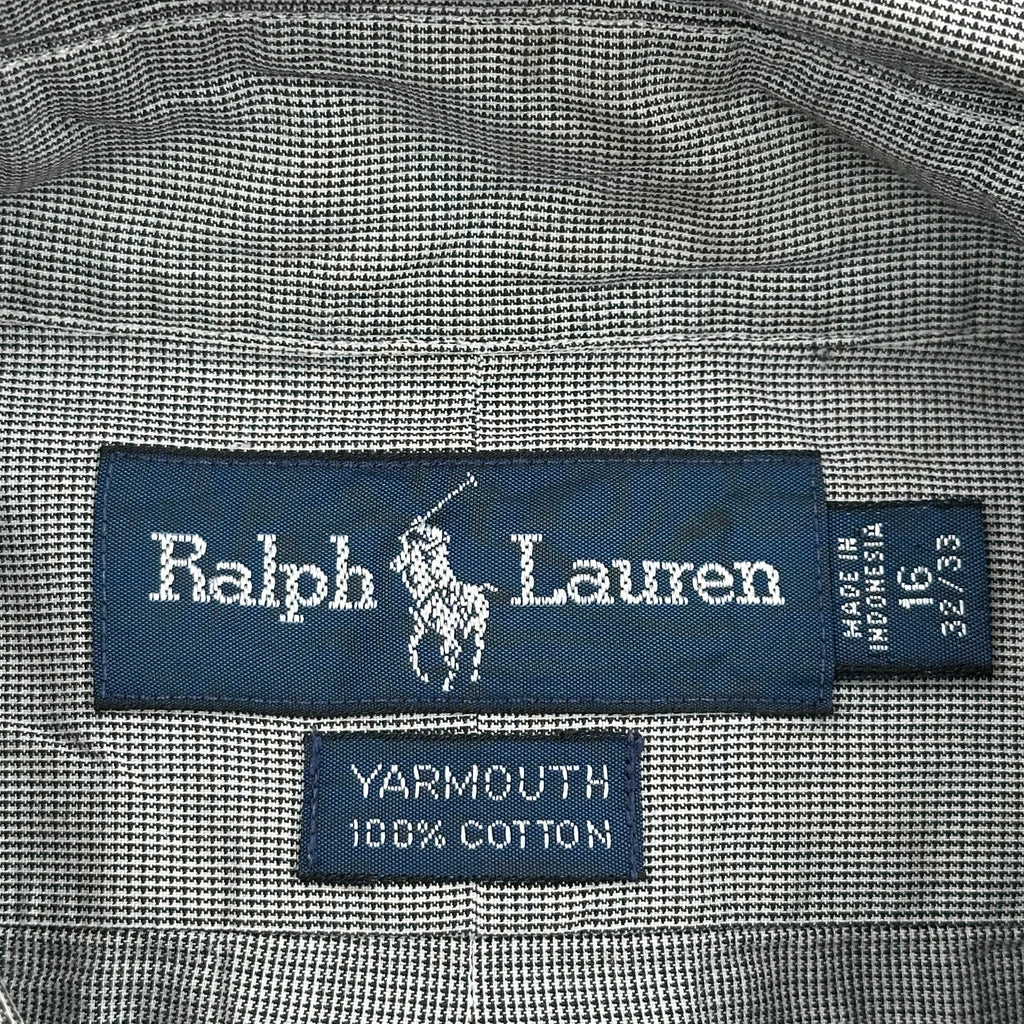 Ralph Lauren
MADE IN
INDONESIA
16
32/33
YARMOUTH
100% COTTON